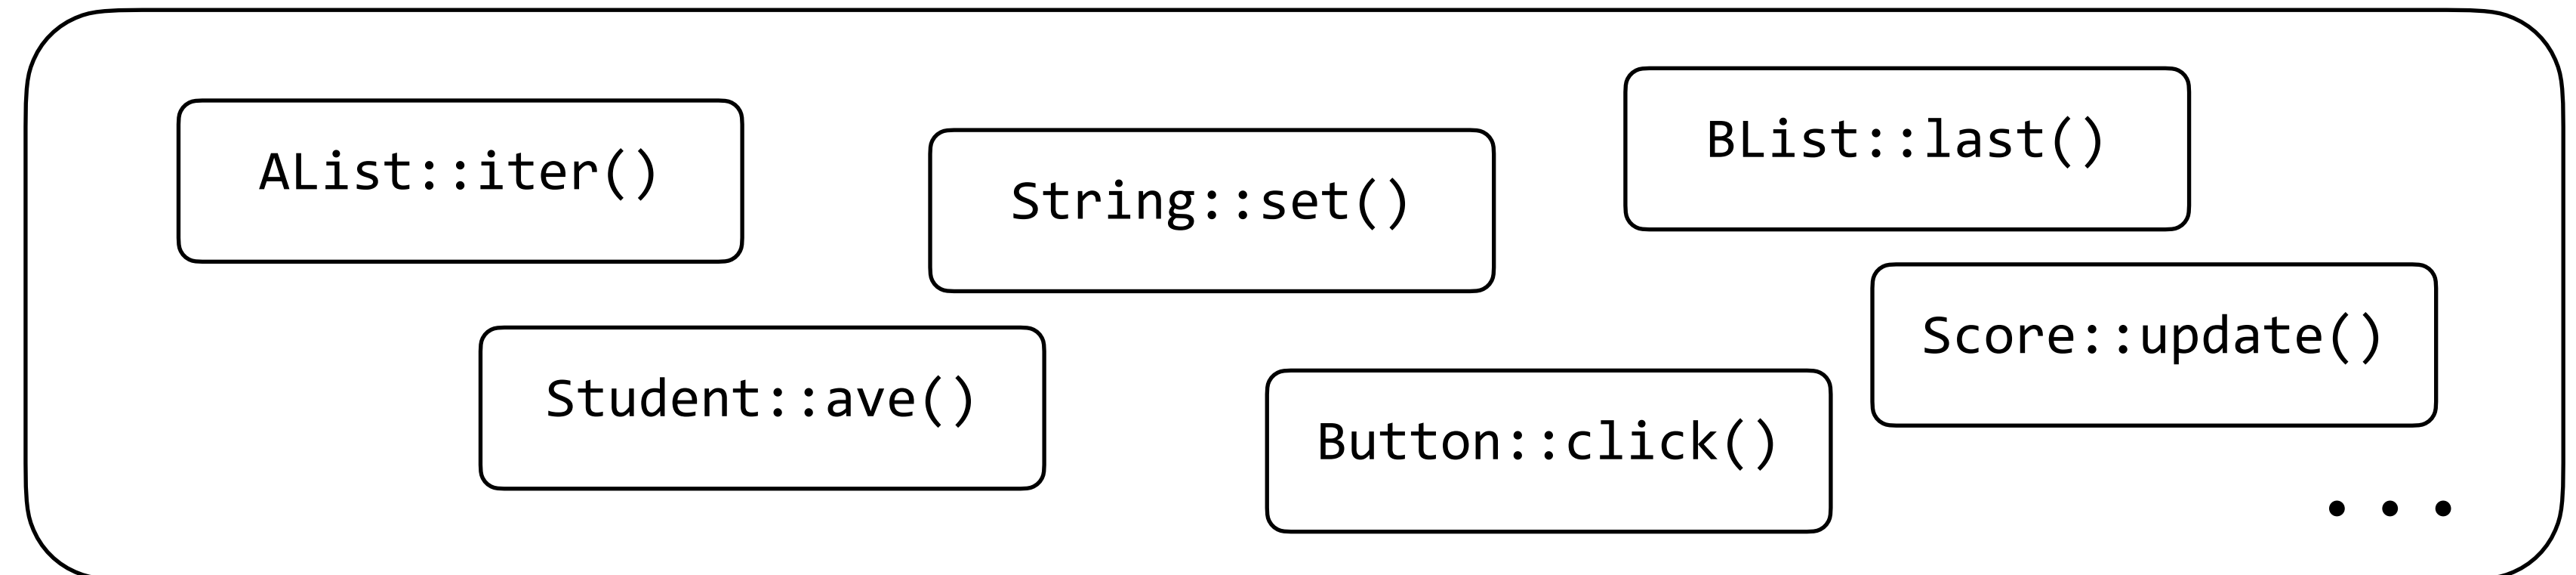 AList::iter()
String::set()
BList::last()
Student::ave()
Button::click()
Score::update()
...